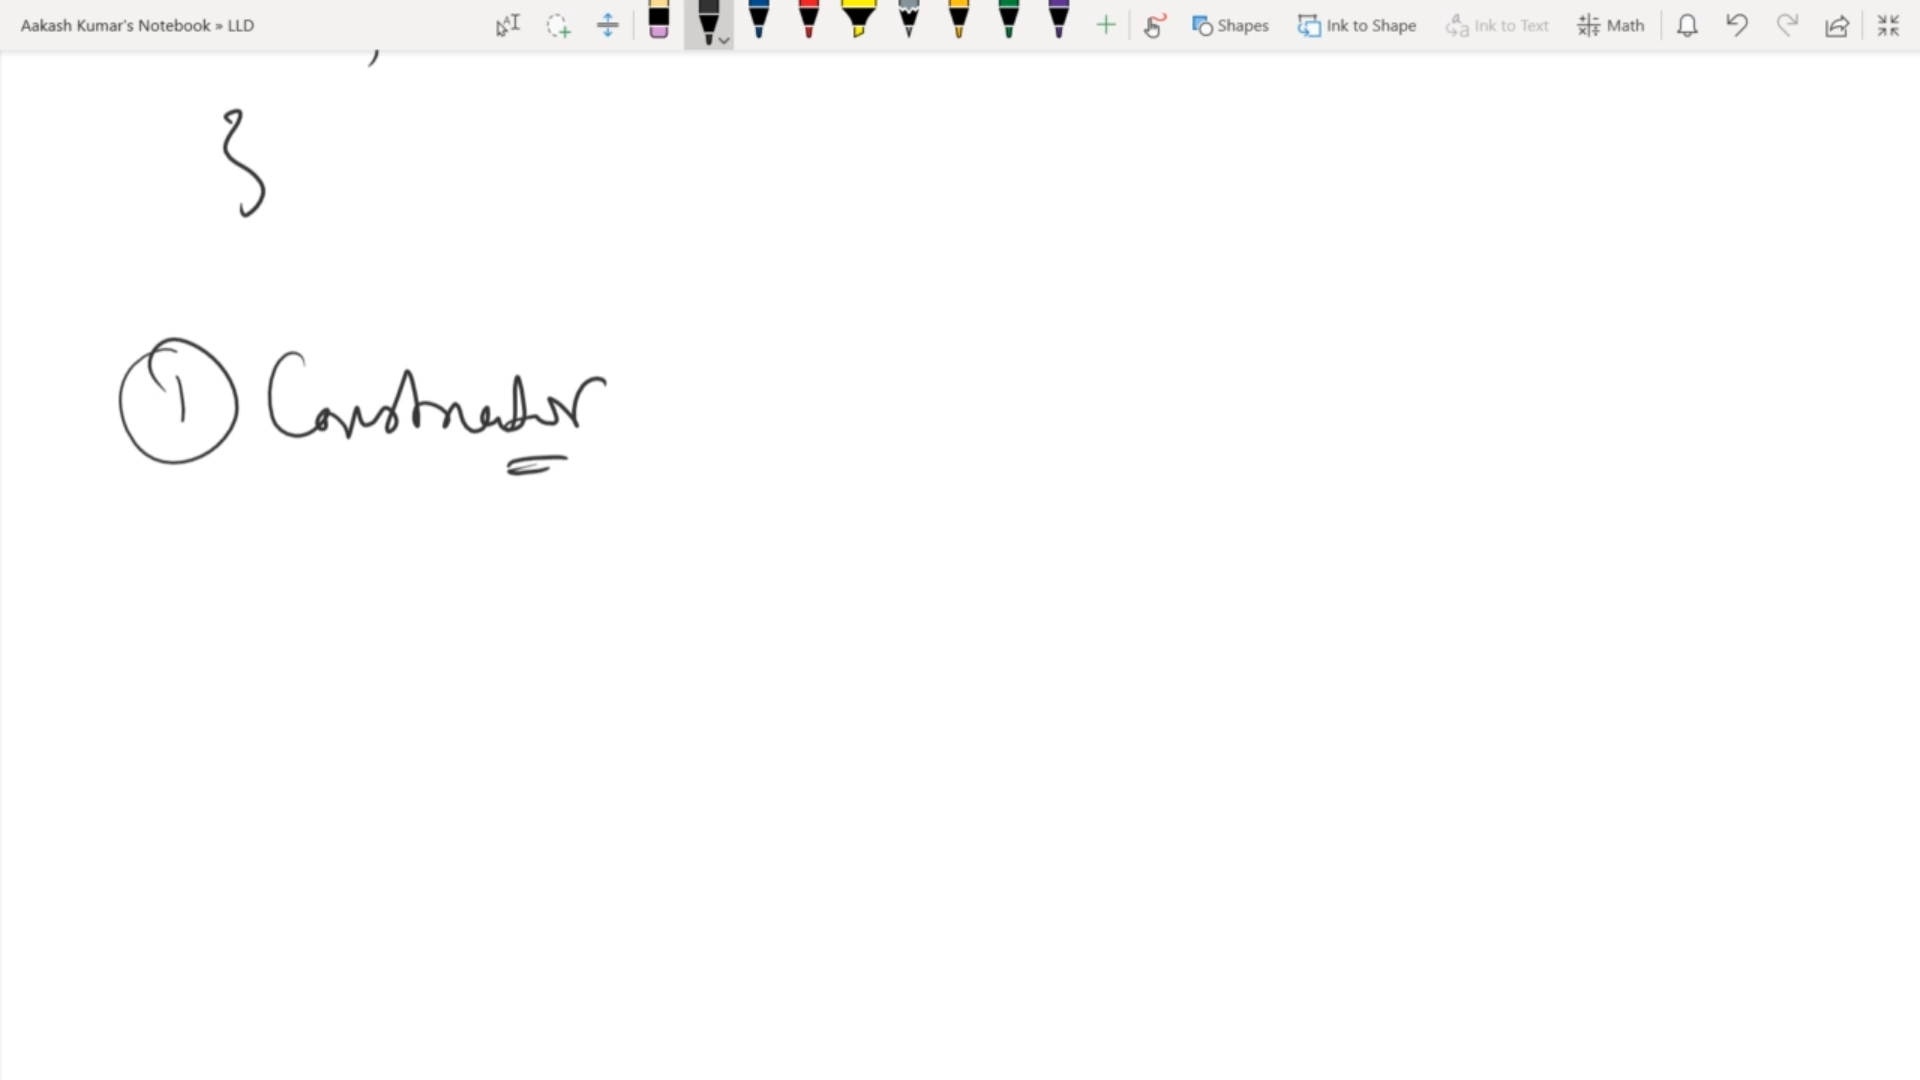 Aakash Kumar's Notebook » LLD
Shapes Ink to Shape Ink to Text Math
}
① Constructor